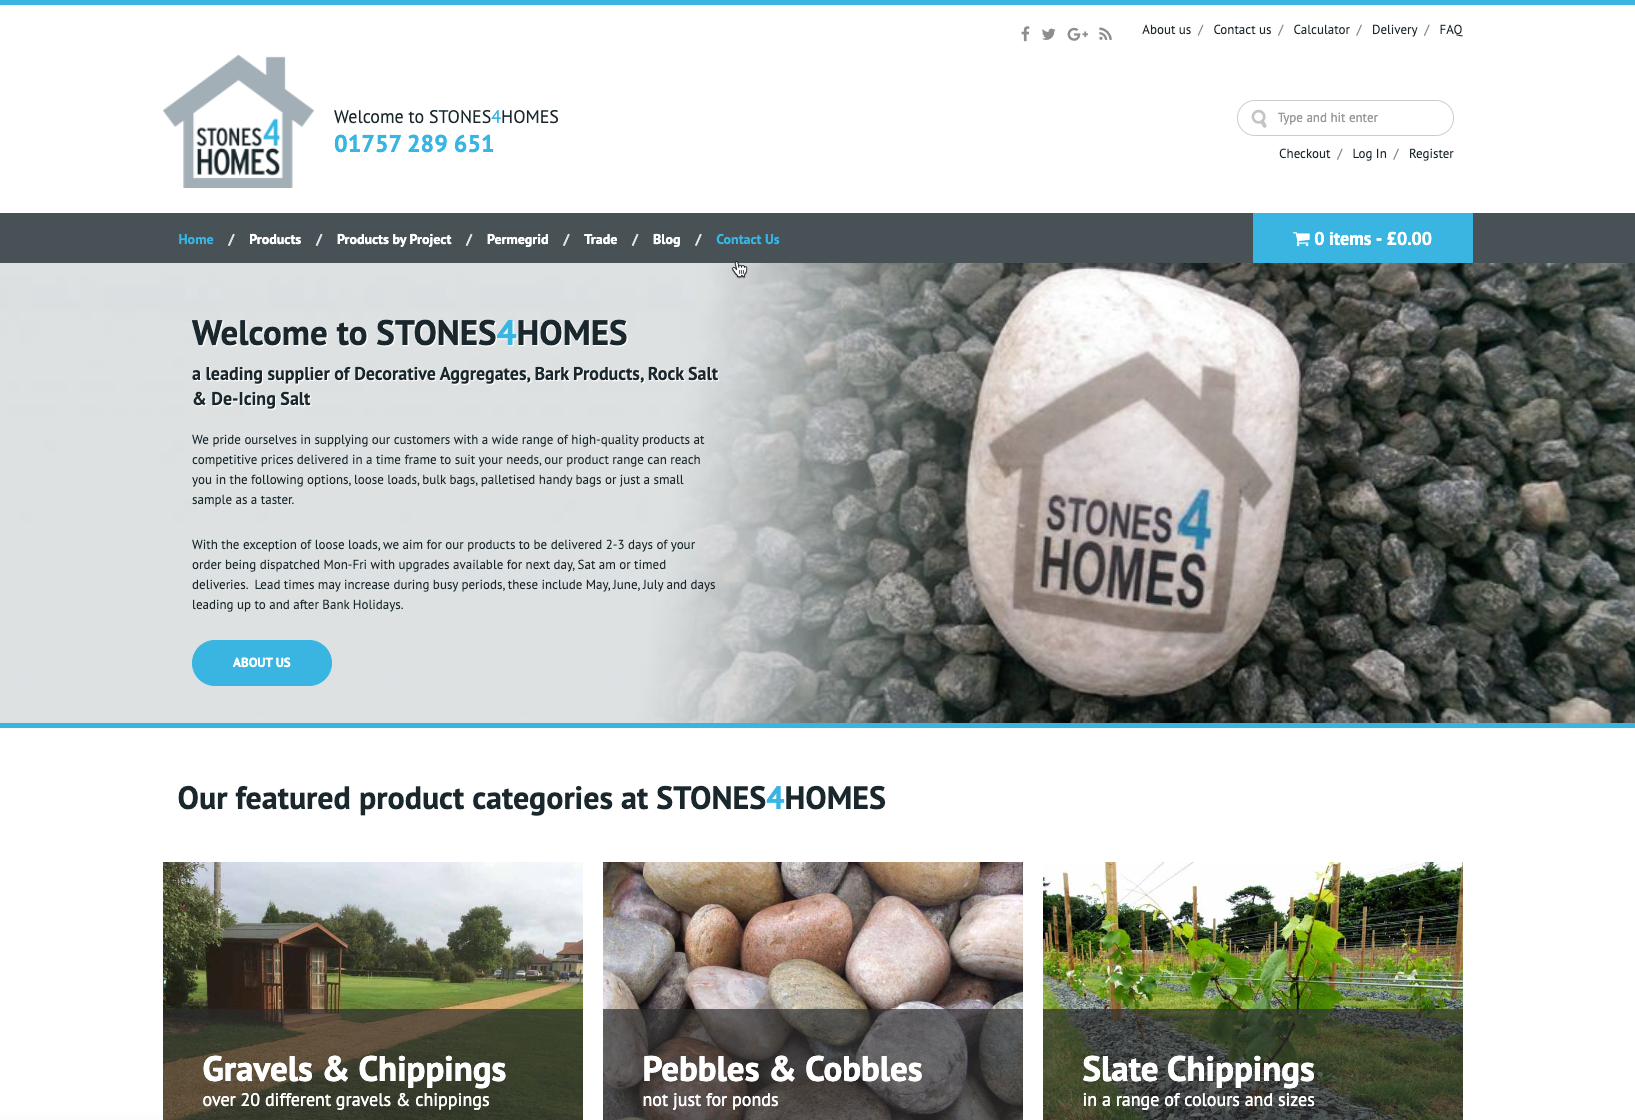 About us / Contact us / Calculator / Delivery / FAQ
STONES4
HOMES
Welcome to STONES4HOMES
01757 289 651
Type and hit enter
Checkout / Log In / Register
Home / Products / Products by Project / Permegrid / Trade / Blog / Contact Us
0 items - £0.00
Welcome to STONES4HOMES
a leading supplier of Decorative Aggregates, Bark Products, Rock Salt
& De-Icing Salt
We pride ourselves in supplying our customers with a wide range of high-quality products at
competitive prices delivered in a time frame to suit your needs, our product range can reach
you in the following options, loose loads, bulk bags, palletised handy bags or just a small
sample as a taster.
With the exception of loose loads, we aim for our products to be delivered 2-3 days of your
order being dispatched Mon-Fri with upgrades available for next day, Sat am or timed
deliveries. Lead times may increase during busy periods, these include May, June, July and days
leading up to and after Bank Holidays.
ABOUT US
STONES4
HOMES
Our featured product categories at STONES4HOMES
Gravels & Chippings
over 20 different gravels & chippings
Pebbles & Cobbles
not just for ponds
Slate Chippings
in a range of colours and sizes